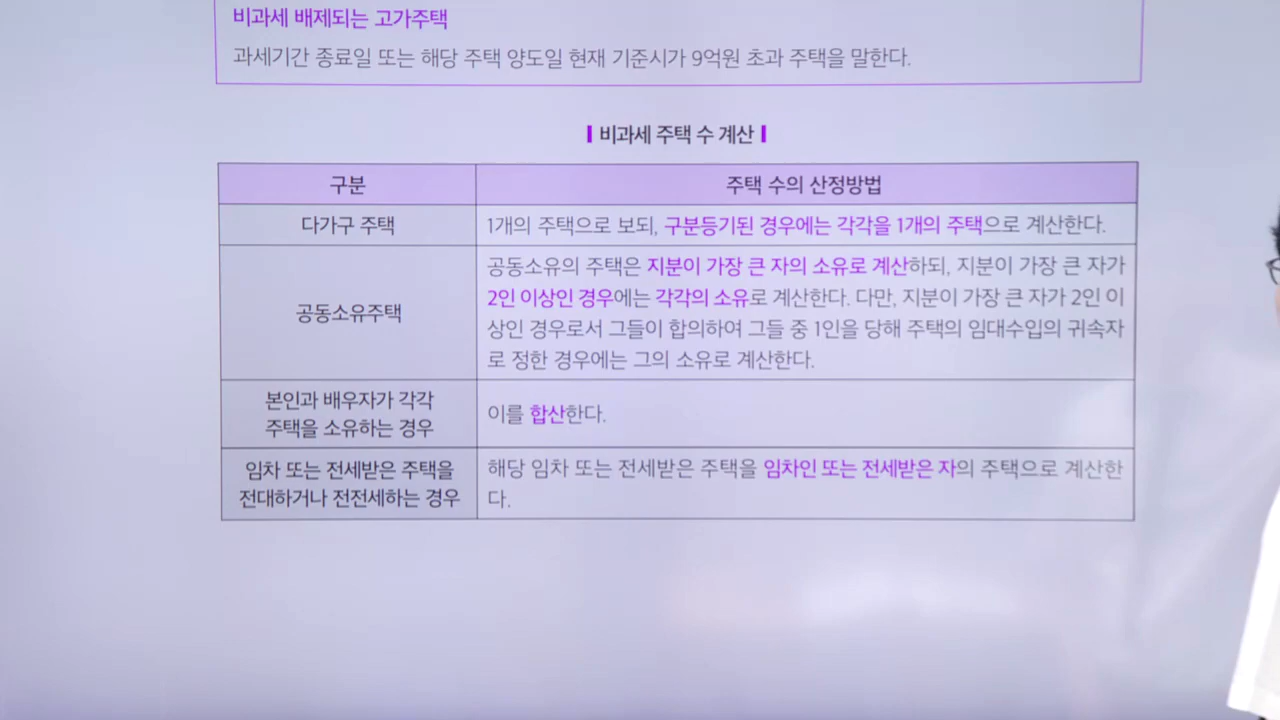 비과세 배제되는 고가주택
과세기간 종료일 또는 해당 주택 양도일 현재 기준시가 9억원 초과 주택을 말한다.
비과세 주택 수 계산
구분
주택 수의 산정방법
다가구 주택
1개의 주택으로 보되, 구분등기된 경우에는 각각을 1개의 주택으로 계산한다.
공동소유주택
공동소유의 주택은 지분이 가장 큰 자의 소유로 계산하되, 지분이 가장 큰 자가
2인 이상인 경우에는 각각의 소유로 계산한다. 다만, 지분이 가장 큰 자가 2인 이
상인 경우로서 그들이 합의하여 그들 중 1인을 당해 주택의 임대수입의 귀속자
로 정한 경우에는 그의 소유로 계산한다.
본인과 배우자가 각각
주택을 소유하는 경우
이를 합산한다.
임차 또는 전세받은 주택을
전대하거나 전전세하는 경우
해당 임차 또는 전세받은 주택을 임차인 또는 전세받은 자의 주택으로 계산한
다.